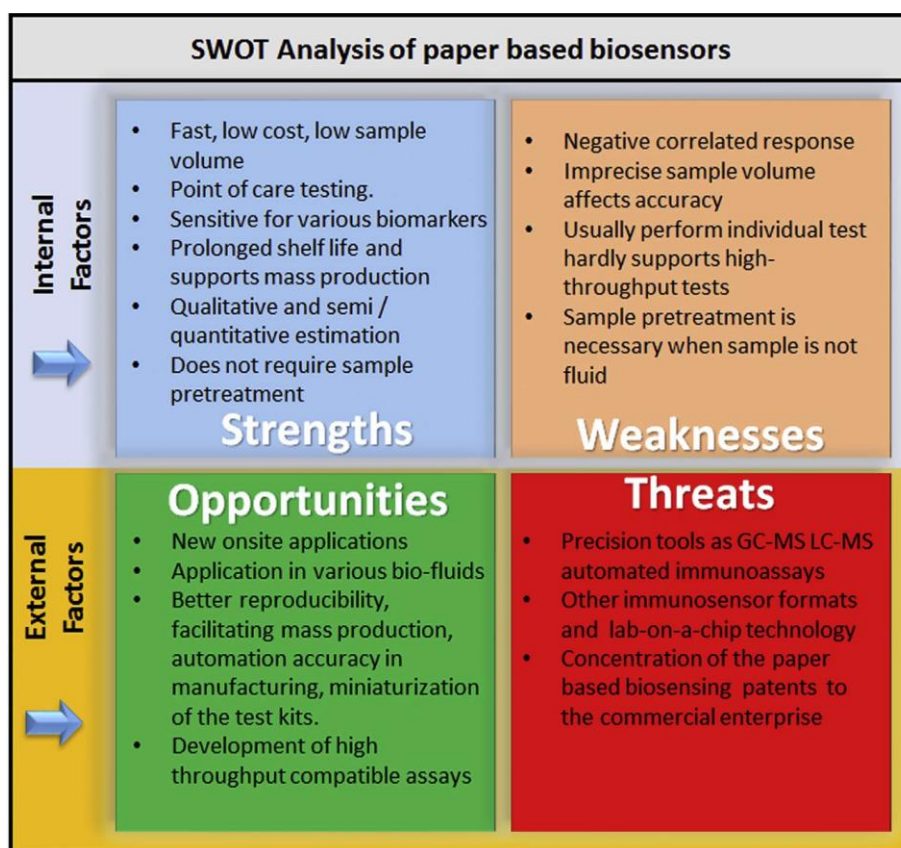 SWOT Analysis of paper based biosensors
Internal
Factors
• Fast, low cost, low sample
volume
• Point of care testing.
• Sensitive for various biomarkers
• Prolonged shelf life and
supports mass production
• Qualitative and semi /
quantitative estimation
• Does not require sample
pretreatment
Strengths
• Negative correlated response
• Imprecise sample volume
affects accuracy
• Usually perform individual test
hardly supports high-
throughput tests
• Sample pretreatment is
necessary when sample is not
fluid
Weaknesses
External
Factors
Opportunities
• New onsite applications
• Application in various bio-fluids
• Better reproducibility,
facilitating mass production,
automation accuracy in
manufacturing, miniaturization
of the test kits.
• Development of high
throughput compatible assays
Threats
• Precision tools as GC-MS LC-MS
automated immunoassays
• Other immunosensor formats
and lab-on-a-chip technology
• Concentration of the paper
based biosensing patents to
the commercial enterprise